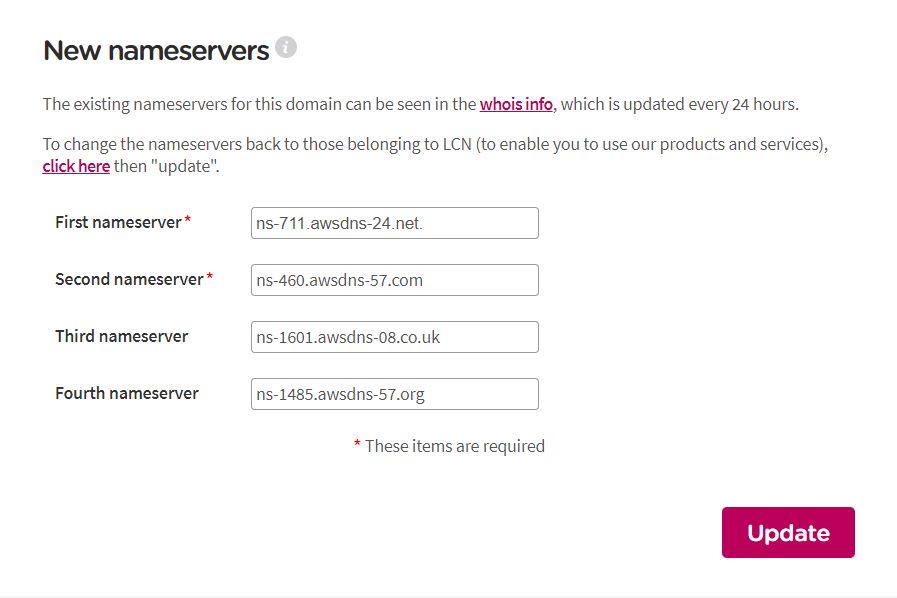 New nameservers
The existing nameservers for this domain can be seen in the whois info, which is updated every 24 hours.
To change the nameservers back to those belonging to LCN (to enable you to use our products and services),
click here then "update".
First nameserver* ns-711.awsdns-24.net.
Second nameserver* ns-460.awsdns-57.com
Third nameserver ns-1601.awsdns-08.co.uk
Fourth nameserver ns-1485.awsdns-57.org
* These items are required
Update